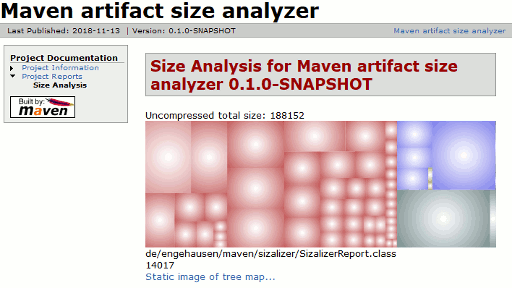 Maven artifact size analyzer
Last Published: 2018-11-13 | Version: 0.1.0-SNAPSHOT
Maven artifact size analyzer
Project Documentation
Project Information
Project Reports
Size Analysis
Built by:
maven
Size Analysis for Maven artifact size
analyzer 0.1.0-SNAPSHOT
Uncompressed total size: 188152
de/engehausen/maven/sizalizer/SizalizerReport.class
14017
Static image of tree map...